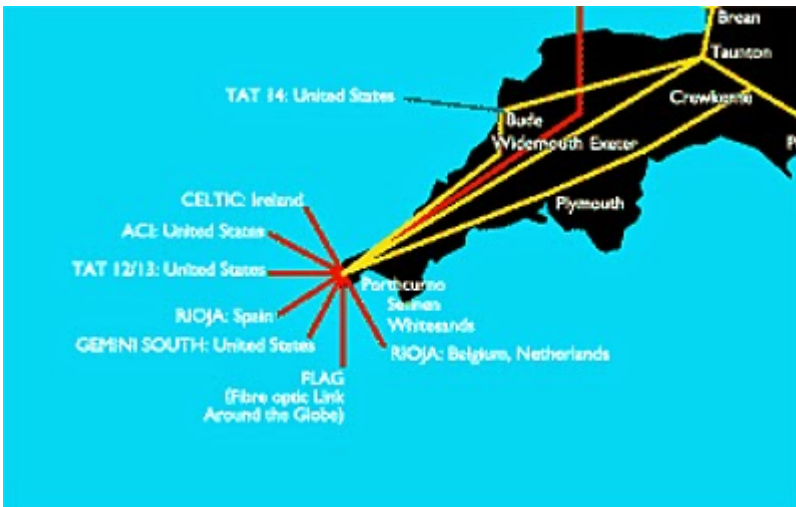 Brean
Taunton
TAT 14: United States
Crewkerne
Bude
Widemouth Exeter
CELTIC: Ireland
Plymouth
AC1: United States
TAT 12/13: United States
Porthcurno
Sennen
RIOJA: Spain
Whitesands
GEMINI SOUTH: United States
RIOJA: Belgium, Netherlands
FLAG
(Fibre optic Link
Around the Globe)
P